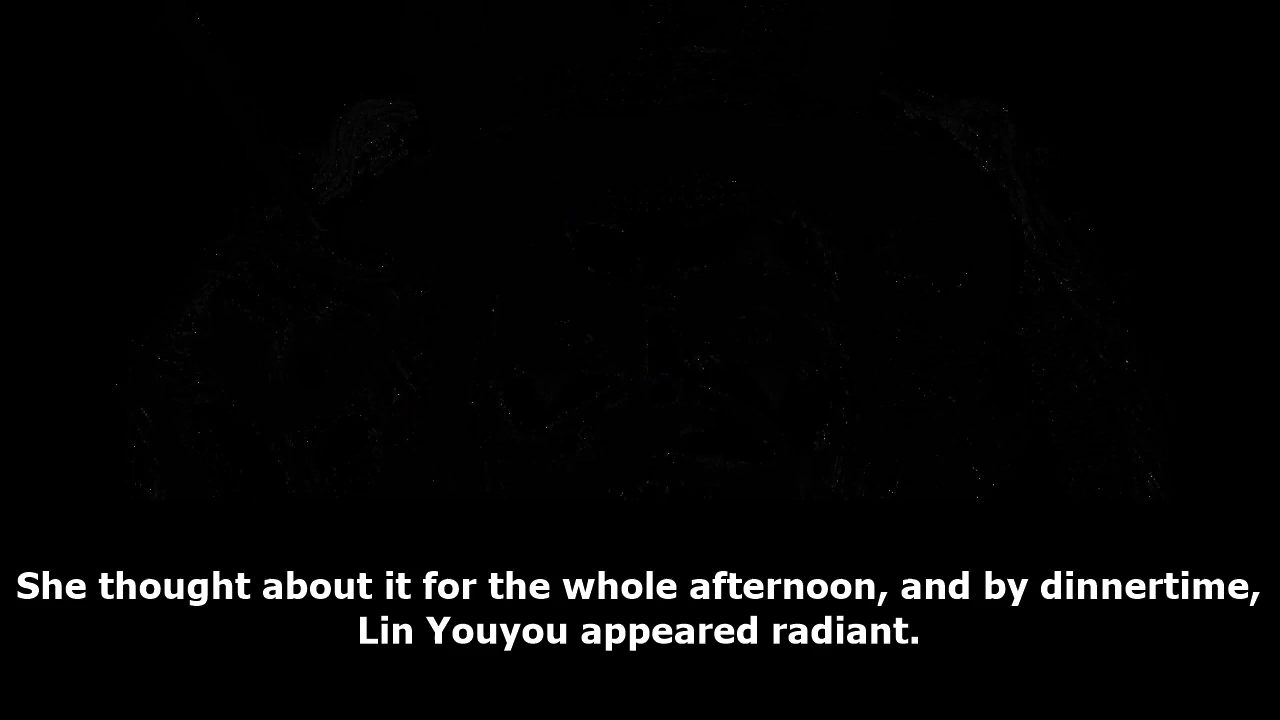 She thought about it for the whole afternoon, and by dinnertime,
Lin Youyou appeared radiant.